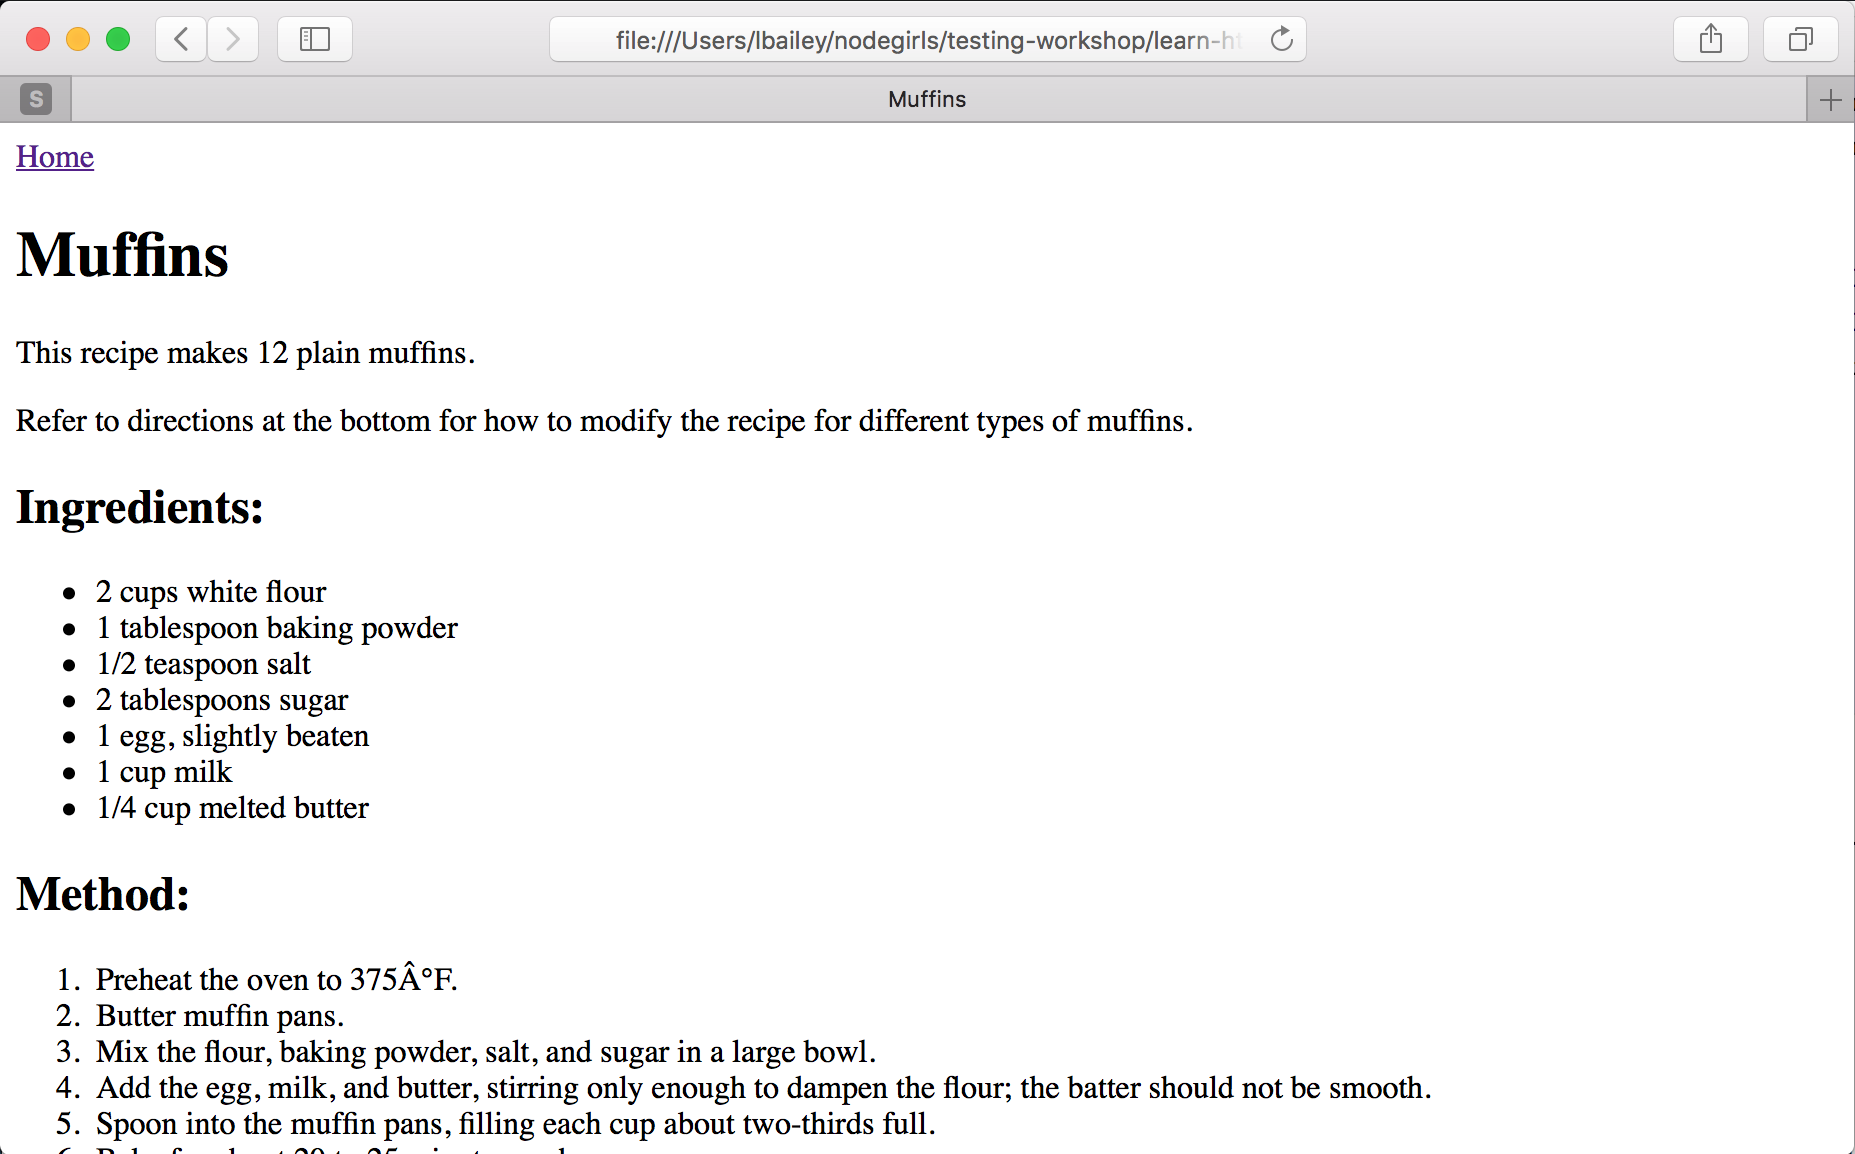 file:///Users/lbailey/nodegirls/testing-workshop/learn-ht
S
Muffins
Home
Muffins
This recipe makes 12 plain muffins.
Refer to directions at the bottom for how to modify the recipe for different types of muffins.
Ingredients:
• 2 cups white flour
• 1 tablespoon baking powder
• 1/2 teaspoon salt
• 2 tablespoons sugar
• 1 egg, slightly beaten
• 1 cup milk
• 1/4 cup melted butter
Method:
1. Preheat the oven to 375Â°F.
2. Butter muffin pans.
3. Mix the flour, baking powder, salt, and sugar in a large bowl.
4. Add the egg, milk, and butter, stirring only enough to dampen the flour; the batter should not be smooth.
5. Spoon into the muffin pans, filling each cup about two-thirds full.